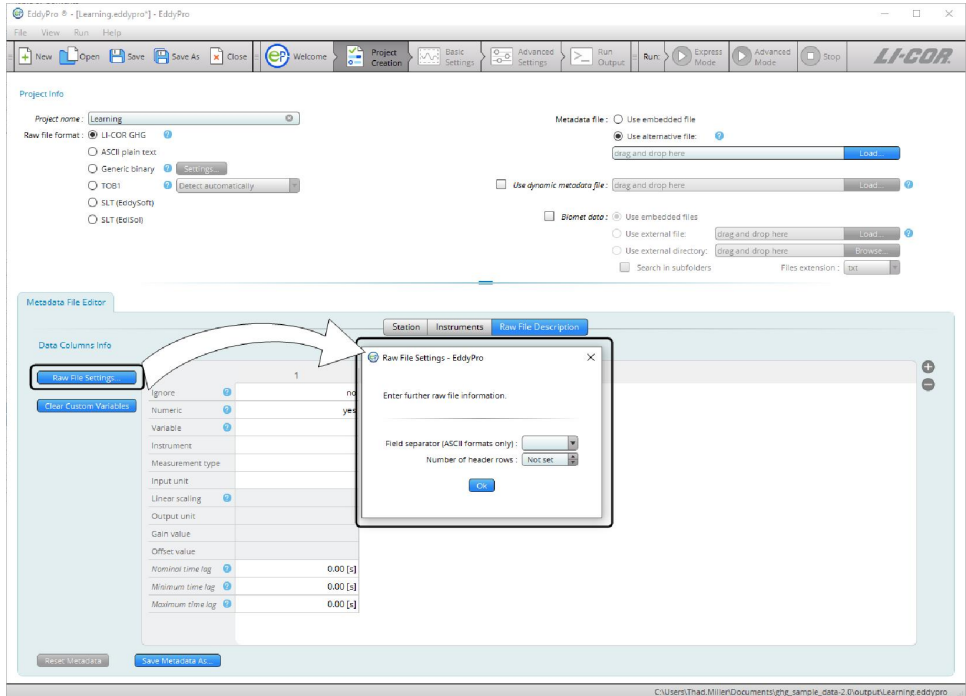 EddyPro ® - [Learning.eddypro*] - EddyPro
File View Run Help
New Open Save Save As Close Welcome Project Creation Basic Settings Advanced Settings Run Output Run: Express Mode Advanced Mode Stop LI-COR.
Project Info
Project name : Learning
Raw file format : LI-COR GHG
ASCII plain text
Generic binary Settings...
TOB1 Detect automatically
SLT (EddySoft)
SLT (EdiSol)
Metadata file : Use embedded file
Use alternative file:
drag and drop here Load...
Use dynamic metadata file : drag and drop here Load...
Biomet data : Use embedded files
Use external file: drag and drop here Load...
Use external directory: drag and drop here Browse...
Search in subfolders Files extension : txt
Metadata File Editor
Station Instruments Raw File Description
Data Columns Info
Raw File Settings...
Clear Custom Variables
1
Ignore no
Numeric yes
Variable
Instrument
Measurement type
Input unit
Linear scaling
Output unit
Gain value
Offset value
Nominal time lag 0.00 [s]
Minimum time lag 0.00 [s]
Maximum time lag 0.00 [s]
Raw File Settings - EddyPro
Enter further raw file information.
Field separator (ASCII formats only) :
Number of header rows : Not set
Ok
Reset Metadata Save Metadata As...
C:\Users\Thad.Miller\Documents\ghg_sample_data-2.0\output\Learning.eddypro